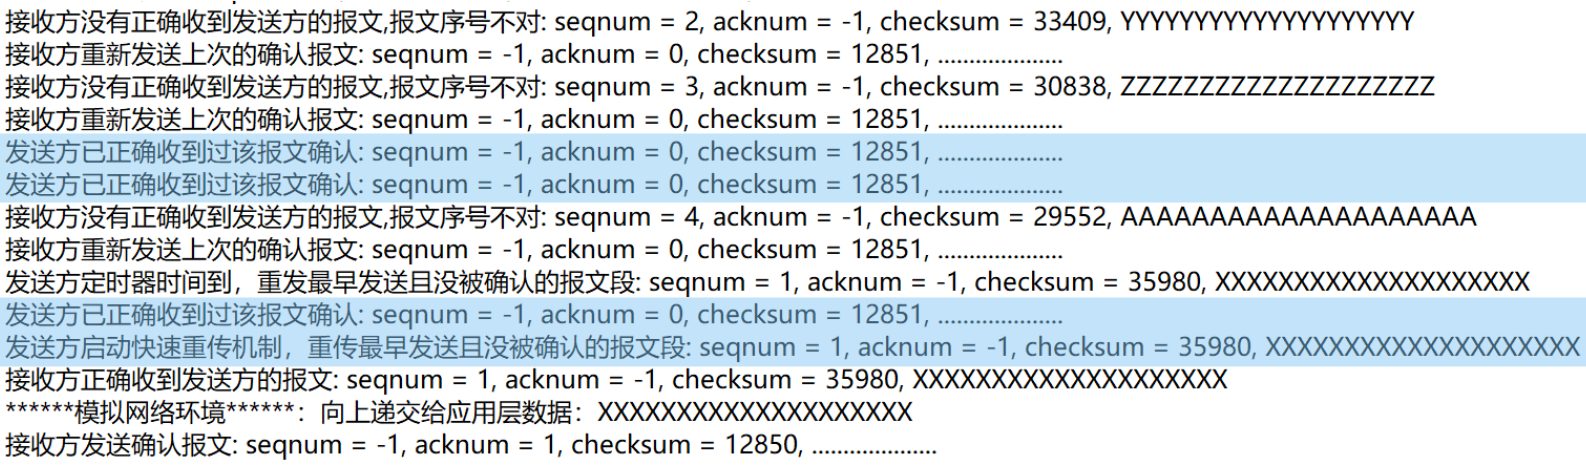 接收方没有正确收到发送方的报文,报文序号不对: seqnum = 2, acknum = -1, checksum = 33409, YYYYYYYYYYYYYYYYYYYYY
接收方重新发送上次的确认报文: seqnum = -1, acknum = 0, checksum = 12851, .....................
接收方没有正确收到发送方的报文,报文序号不对: seqnum = 3, acknum = -1, checksum = 30838, ZZZZZZZZZZZZZZZZZZZZZ
接收方重新发送上次的确认报文: seqnum = -1, acknum = 0, checksum = 12851, .....................
发送方已正确收到过该报文确认: seqnum = -1, acknum = 0, checksum = 12851, .....................
发送方已正确收到过该报文确认: seqnum = -1, acknum = 0, checksum = 12851, .....................
接收方没有正确收到发送方的报文,报文序号不对: seqnum = 4, acknum = -1, checksum = 29552, AAAAAAAAAAAAAAAAAAAAA
接收方重新发送上次的确认报文: seqnum = -1, acknum = 0, checksum = 12851, .....................
发送方定时器时间到，重发最早发送且没被确认的报文段: seqnum = 1, acknum = -1, checksum = 35980, XXXXXXXXXXXXXXXXXXXXX
发送方已正确收到过该报文确认: seqnum = -1, acknum = 0, checksum = 12851, .....................
发送方启动快速重传机制，重传最早发送且没被确认的报文段: seqnum = 1, acknum = -1, checksum = 35980, XXXXXXXXXXXXXXXXXXXXX
接收方正确收到发送方的报文: seqnum = 1, acknum = -1, checksum = 35980, XXXXXXXXXXXXXXXXXXXXX
******模拟网络环境******：向上递交给应用层数据：XXXXXXXXXXXXXXXXXXXXX
接收方发送确认报文: seqnum = -1, acknum = 1, checksum = 12850, .....................